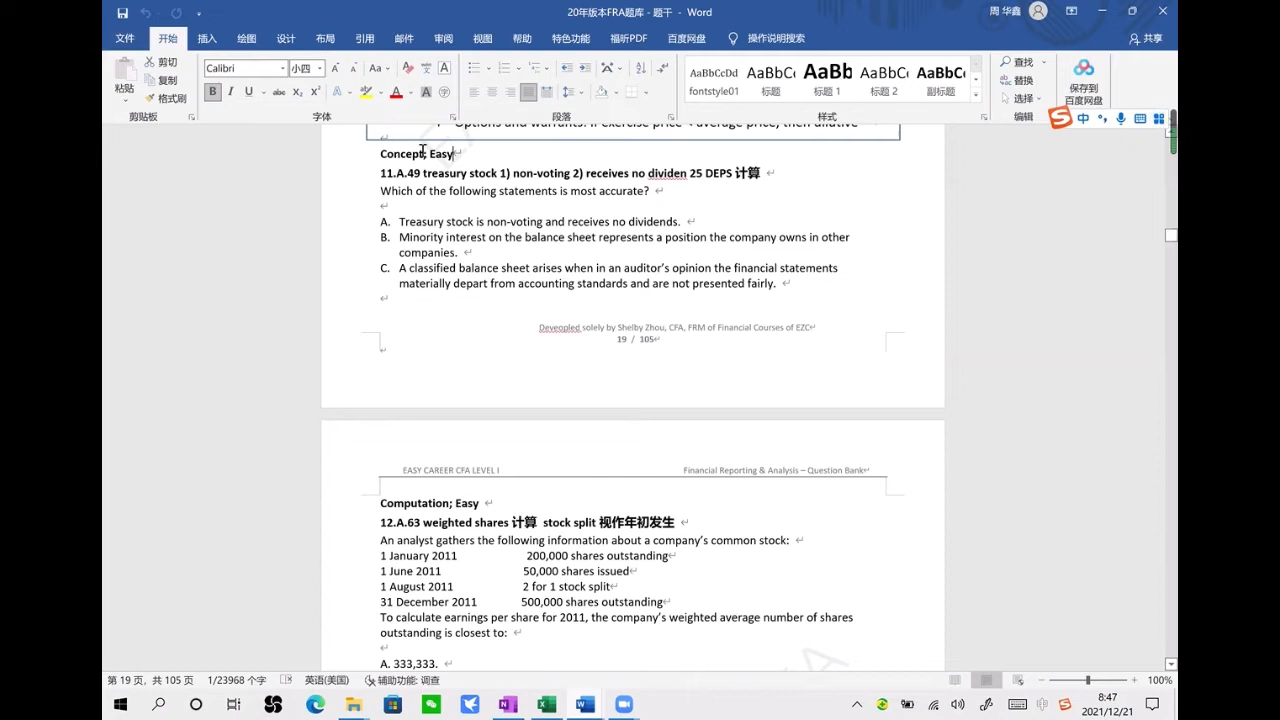 20年版本FRA题库 - 题干 - Word
周 华鑫
文件 开始 插入 绘图 设计 布局 引用 邮件 审阅 视图 帮助 特色功能 福昕PDF 百度网盘 操作说明搜索 共享
粘贴
剪切
复制
格式刷
Calibri 小四
AaBbCcDd AaBbCc AaBb AaBbCc AaBbCc
fontstyle01 标题 标题 1 标题 2 副标题
查找
替换
选择
保存到
百度网盘
剪贴板 字体 段落 样式 编辑
Options and warrants: if exercise price < average price, then dilutive
Concept; Easy
11.A.49 treasury stock 1) non-voting 2) receives no dividen 25 DEPS 计算
Which of the following statements is most accurate?
A. Treasury stock is non-voting and receives no dividends.
B. Minority interest on the balance sheet represents a position the company owns in other
companies.
C. A classified balance sheet arises when in an auditor's opinion the financial statements
materially depart from accounting standards and are not presented fairly.
Deveopled solely by Shelby Zhou, CFA, FRM of Financial Courses of EZC
19 / 105
EASY CAREER CFA LEVEL I Financial Reporting & Analysis – Question Bank
Computation; Easy
12.A.63 weighted shares 计算 stock split 视作年初发生
An analyst gathers the following information about a company's common stock:
1 January 2011 200,000 shares outstanding
1 June 2011 50,000 shares issued
1 August 2011 2 for 1 stock split
31 December 2011 500,000 shares outstanding
To calculate earnings per share for 2011, the company's weighted average number of shares
outstanding is closest to:
A. 333,333.
第 19 页，共 105 页 1/23968 个字 英语(美国) 辅助功能: 调查 100%
8:47
2021/12/21